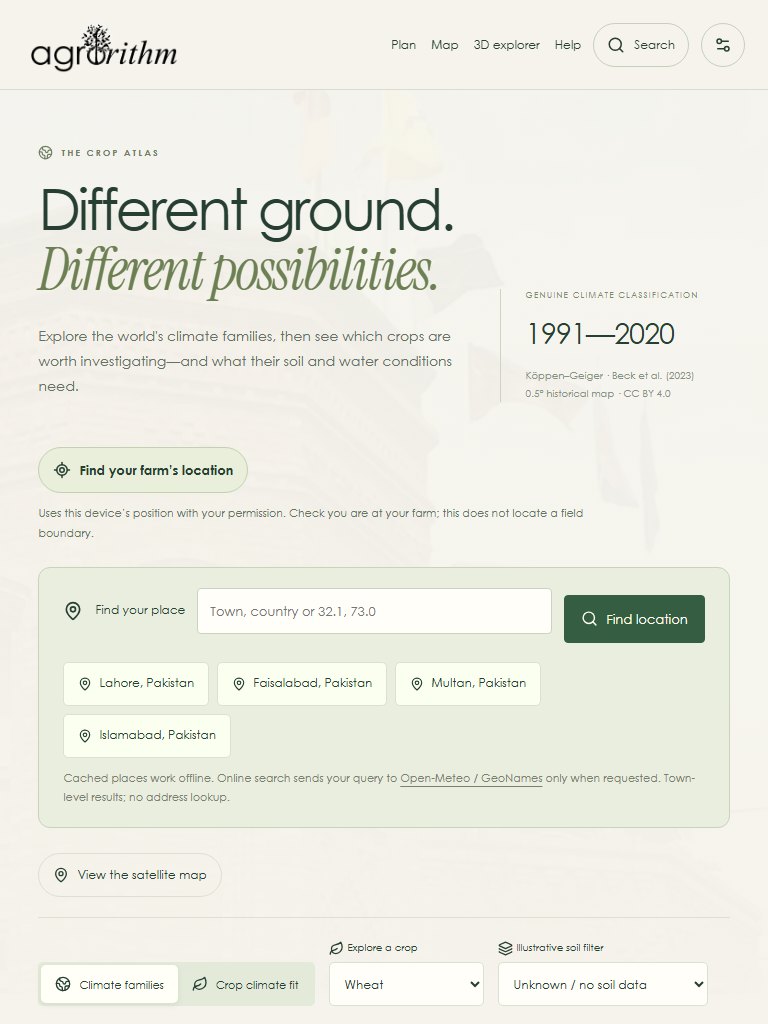 agrorithm
Plan Map 3D explorer Help Search
THE CROP ATLAS
Different ground.
Different possibilities.
Explore the world's climate families, then see which crops are
worth investigating—and what their soil and water conditions
need.
GENUINE CLIMATE CLASSIFICATION
1991—2020
Köppen–Geiger · Beck et al. (2023)
0.5° historical map · CC BY 4.0
Find your farm's location
Uses this device's position with your permission. Check you are at your farm; this does not locate a field
boundary.
Find your place Town, country or 32.1, 73.0 Find location
Lahore, Pakistan Faisalabad, Pakistan Multan, Pakistan
Islamabad, Pakistan
Cached places work offline. Online search sends your query to Open-Meteo / GeoNames only when requested. Town-
level results; no address lookup.
View the satellite map
Explore a crop Illustrative soil filter
Climate families Crop climate fit Wheat Unknown / no soil data